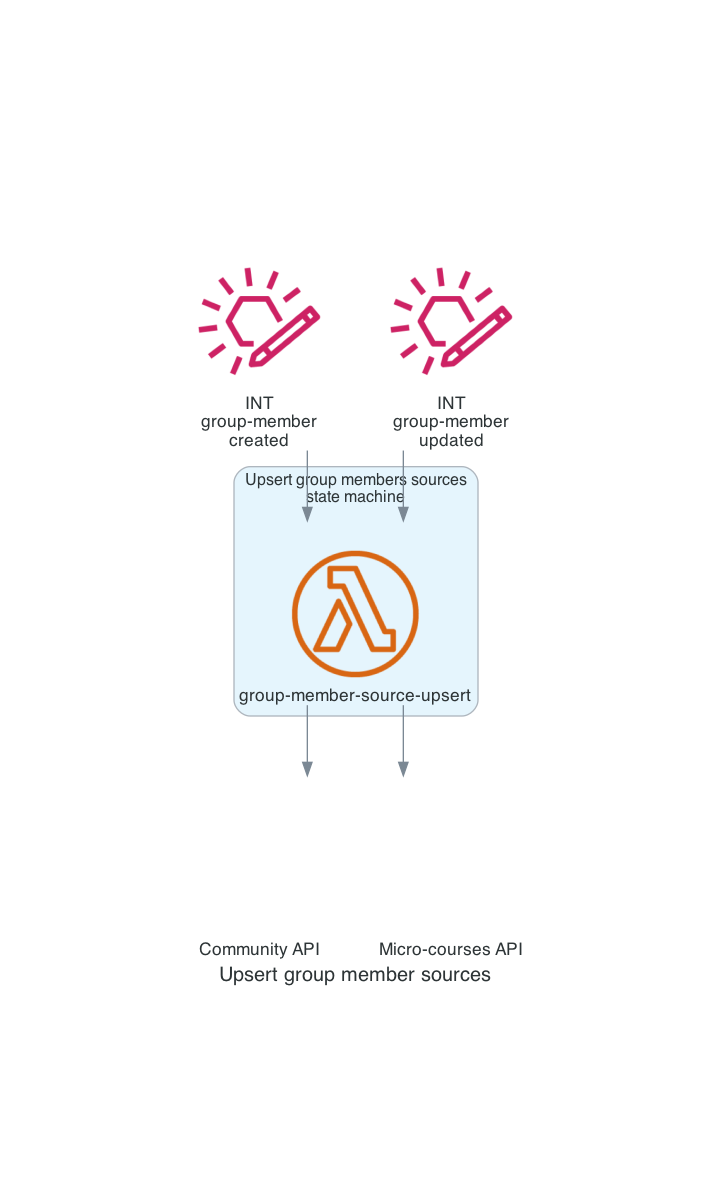 INT
group-member
created
INT
group-member
updated
Upsert group members sources
state machine
group-member-source-upsert
Community API
Micro-courses API
Upsert group member sources